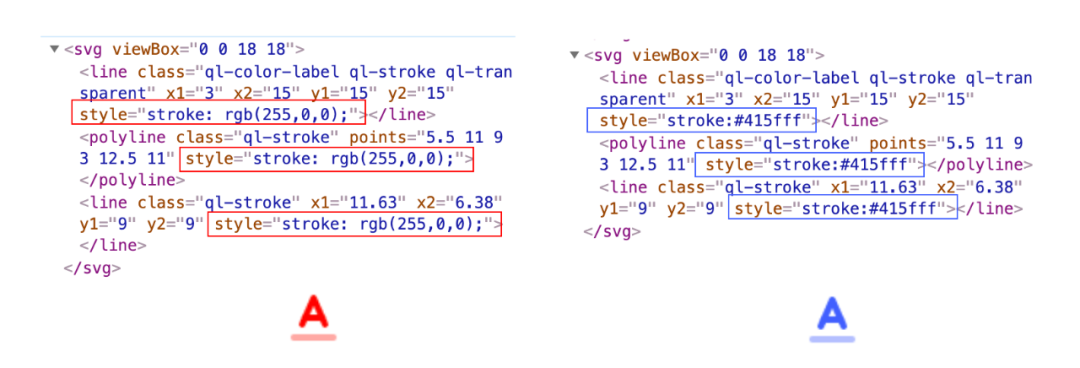 ▼<svg viewBox="0 0 18 18">
<line class="ql-color-label ql-stroke ql-tran
sparent" x1="3" x2="15" y1="15" y2="15"
style="stroke: rgb(255,0,0);"></line>
<polyline class="ql-stroke" points="5.5 11 9
3 12.5 11" style="stroke: rgb(255,0,0);">
</polyline>
<line class="ql-stroke" x1="11.63" x2="6.38"
y1="9" y2="9" style="stroke: rgb(255,0,0);">
</line>
</svg>
A
▼<svg viewBox="0 0 18 18">
<line class="ql-color-label ql-stroke ql-tran
sparent" x1="3" x2="15" y1="15" y2="15"
style="stroke:#415fff"></line>
<polyline class="ql-stroke" points="5.5 11 9
3 12.5 11" style="stroke:#415fff"></polyline>
<line class="ql-stroke" x1="11.63" x2="6.38"
y1="9" y2="9" style="stroke:#415fff"></line>
</svg>
A